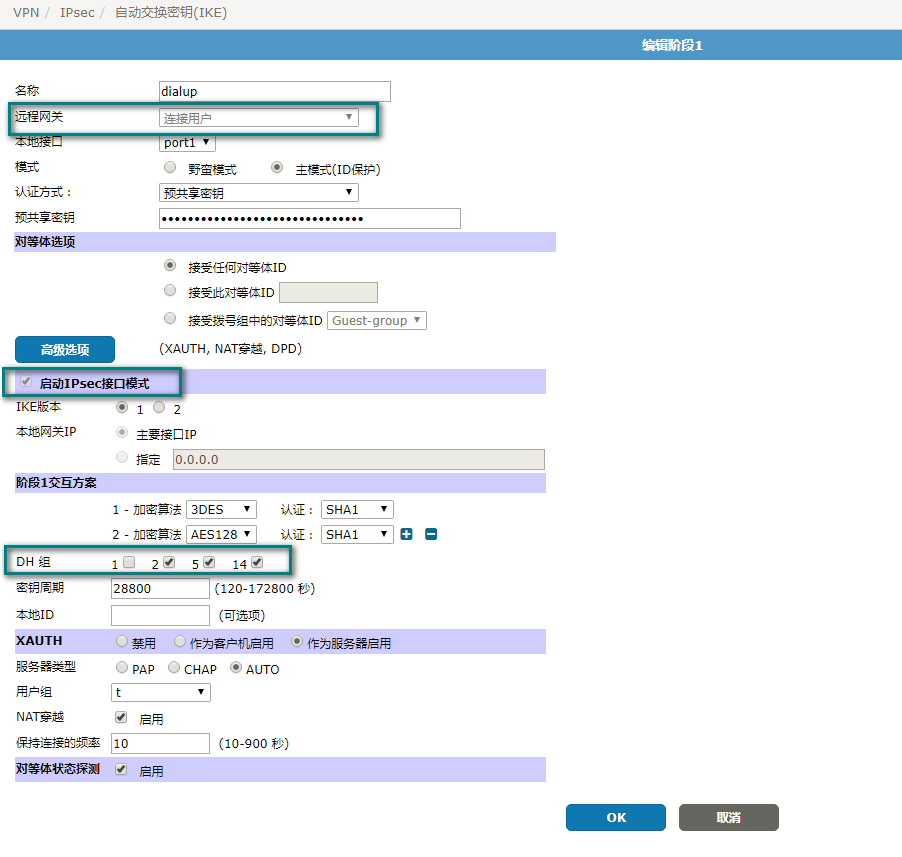 VPN / IPsec / 自动交换密钥(IKE)
编辑阶段1
名称 dialup
远程网关 连接用户
本地接口 port1
模式 野蛮模式 主模式(ID保护)
认证方式： 预共享密钥
预共享密钥 •••••••••••••••••••••••••••••••
对等体选项
接受任何对等体ID
接受此对等体ID
接受拨号组中的对等体ID Guest-group
高级选项 (XAUTH, NAT穿越, DPD)
启动IPsec接口模式
IKE版本 1 2
本地网关IP 主要接口IP
指定 0.0.0.0
阶段1交互方案
1 - 加密算法 3DES 认证： SHA1
2 - 加密算法 AES128 认证： SHA1
DH 组 1 2 5 14
密钥周期 28800 (120-172800 秒)
本地ID (可选项)
XAUTH 禁用 作为客户机启用 作为服务器启用
服务器类型 PAP CHAP AUTO
用户组 t
NAT穿越 启用
保持连接的频率 10 (10-900 秒)
对等体状态探测 启用
OK 取消